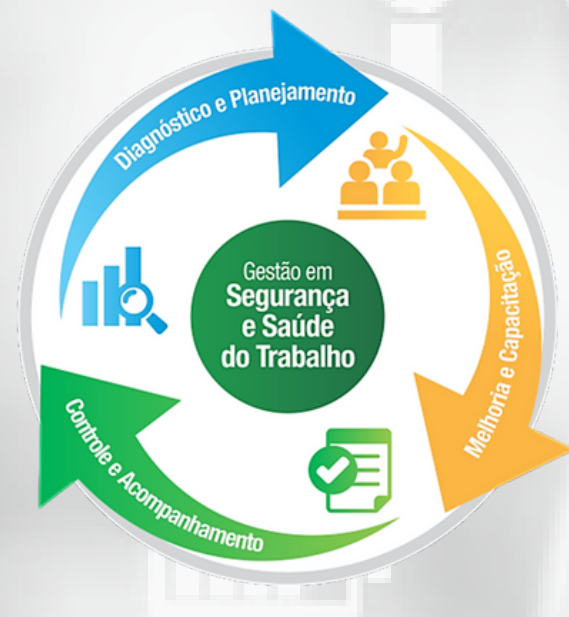 Diagnóstico e Planejamento
Gestão em
Segurança
e Saúde
do Trabalho
Melhoria e Capacitação
Controle e Acompanhamento